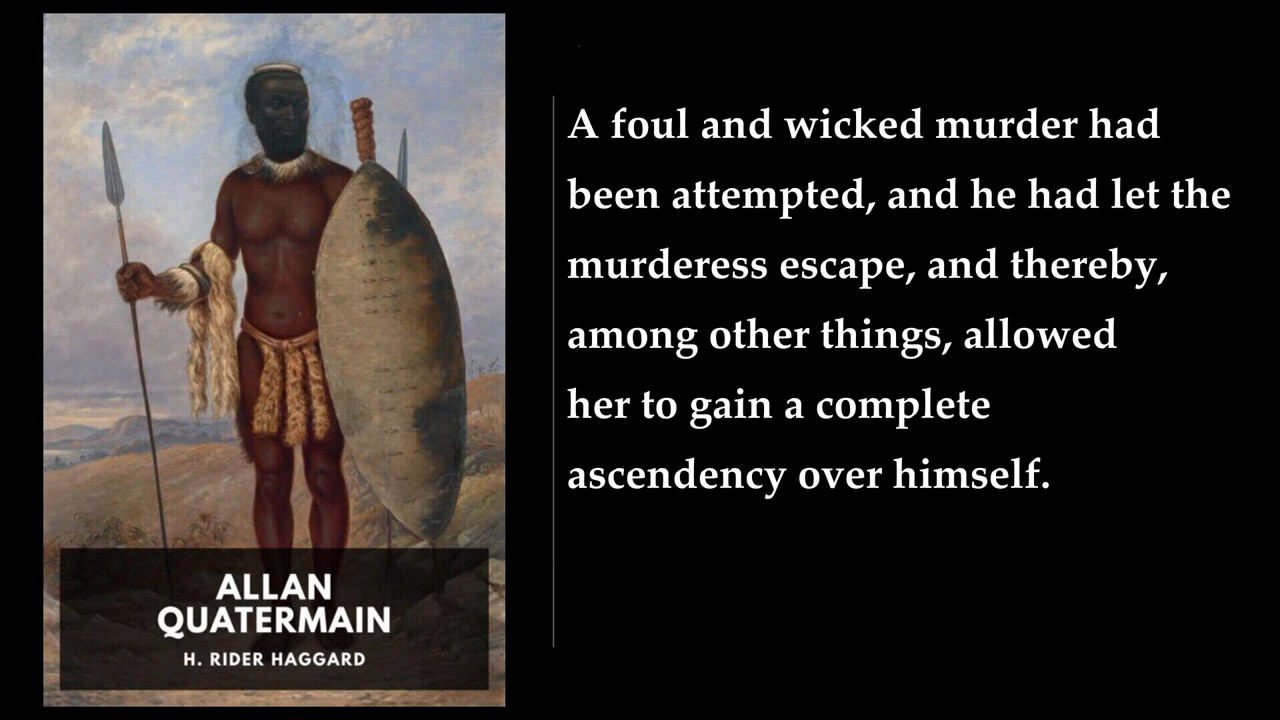 ALLAN
QUATERMAIN
H. RIDER HAGGARD
A foul and wicked murder had
been attempted, and he had let the
murderess escape, and thereby,
among other things, allowed
her to gain a complete
ascendency over himself.